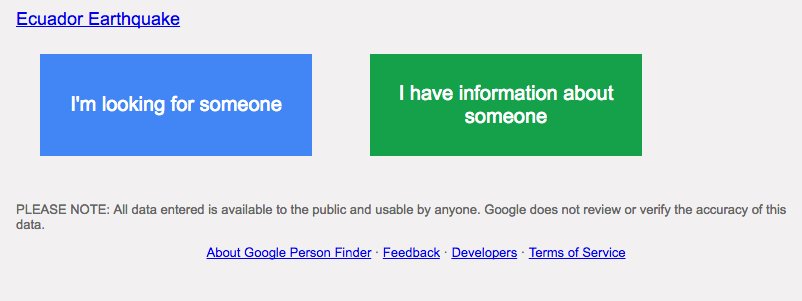 Ecuador Earthquake
I'm looking for someone
I have information about
someone
PLEASE NOTE: All data entered is available to the public and usable by anyone. Google does not review or verify the accuracy of this
data.
About Google Person Finder · Feedback · Developers · Terms of Service